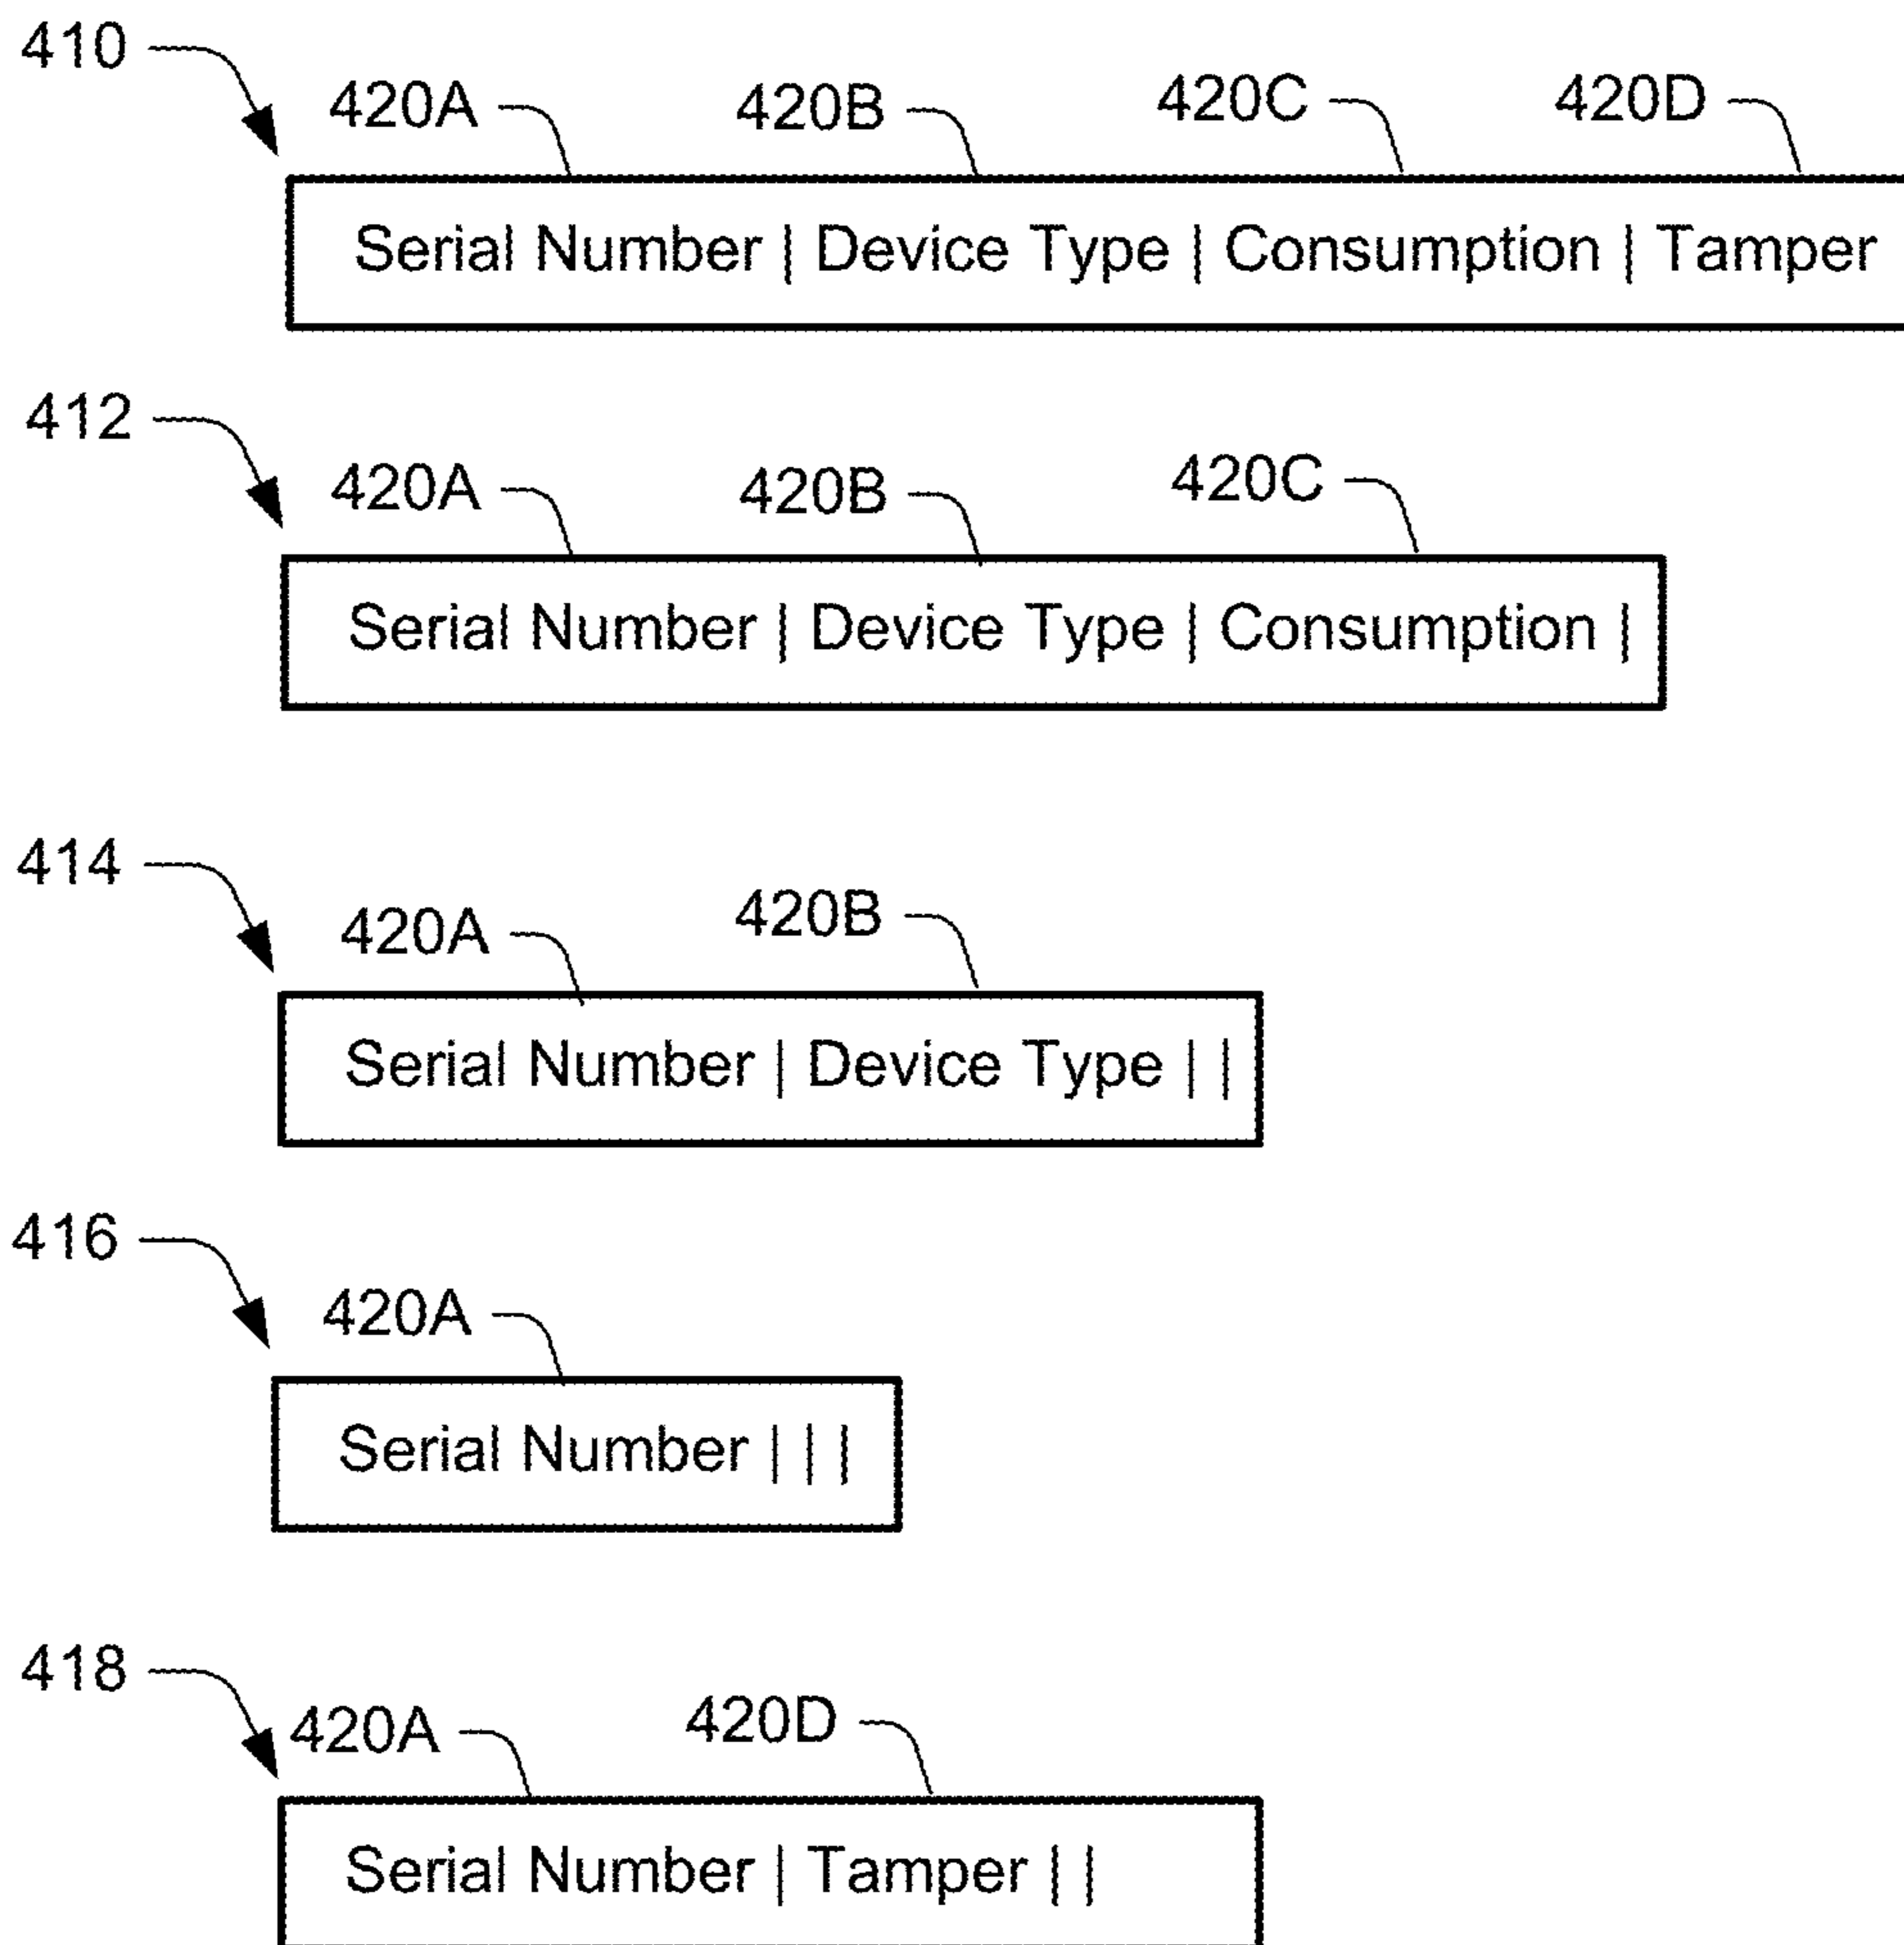 410
420A 420B 420C 420D
Serial Number | Device Type | Consumption | Tamper
412
420A 420B 420C
Serial Number | Device Type | Consumption |
414
420A 420B
Serial Number | Device Type | |
416
420A
Serial Number | | |
418
420A 420D
Serial Number | Tamper | |